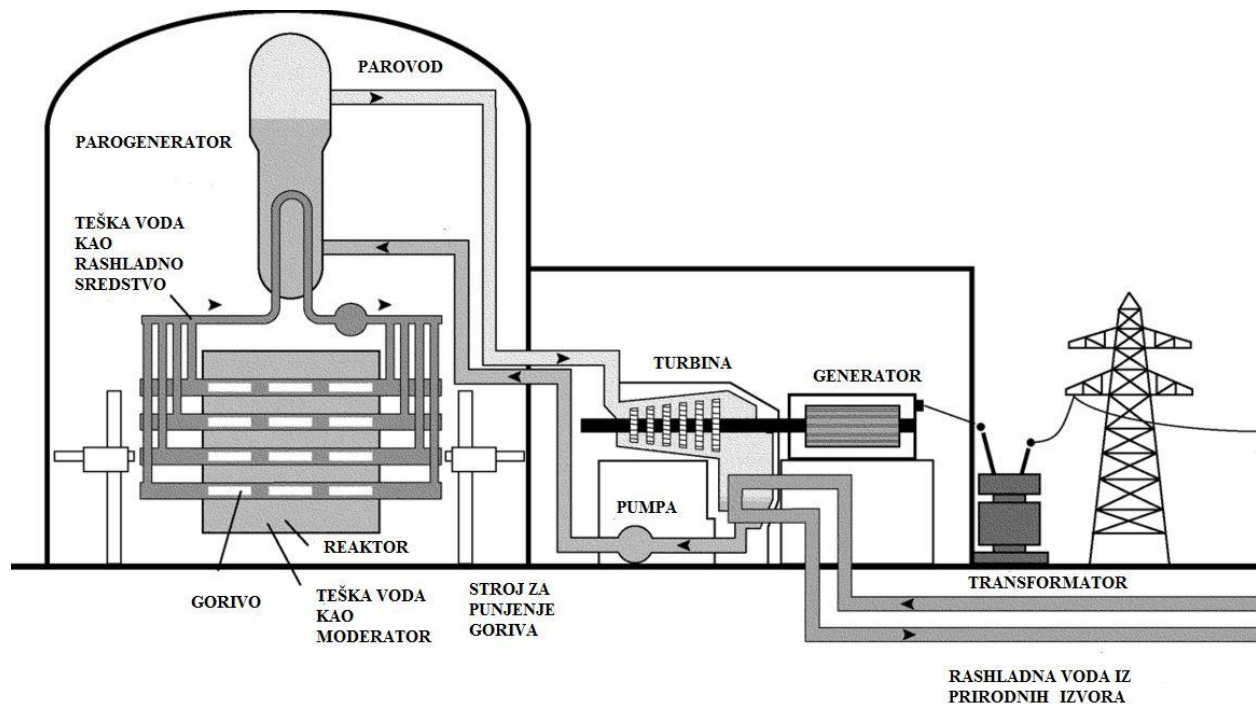 PAROVOD
PAROGENERATOR
TEŠKA VODA
KAO
RASHLADNO
SREDSTVO
TURBINA
GENERATOR
PUMPA
REAKTOR
GORIVO
TEŠKA VODA
KAO
MODERATOR
STROJ ZA
PUNJENJE
GORIVA
TRANSFORMATOR
RASHLADNA VODA IZ
PRIRODNIH IZVORA